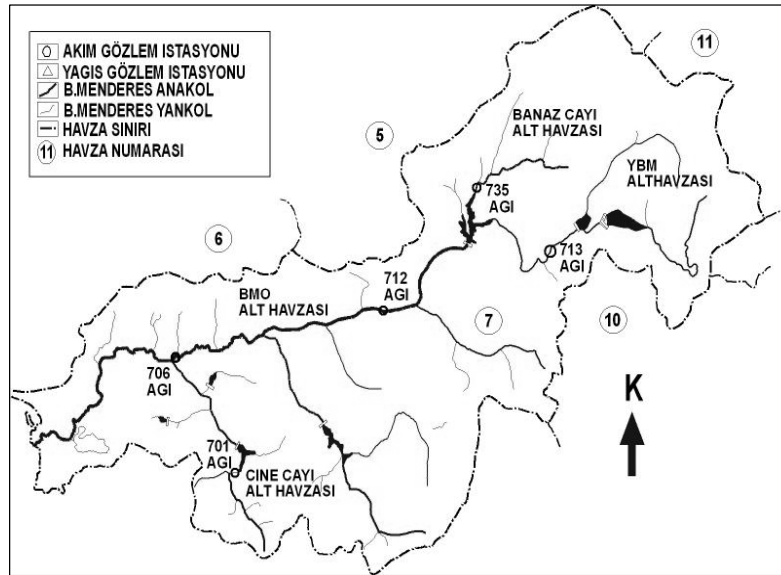 AKIM GÖZLEM ISTASYONU
YAGIS GÖZLEM ISTASYONU
B.MENDERES ANAKOL
B.MENDERES YANKOL
HAVZA SINIRI
11 HAVZA NUMARASI
11
5
BANAZ CAYI
ALT HAVZASI
YBM
ALTHAVZASI
735
AGI
6
713
AGI
712
AGI
BMO
ALT HAVZASI
7
10
706
AGI
K
701
AGI
CINE CAYI
ALT HAVZASI